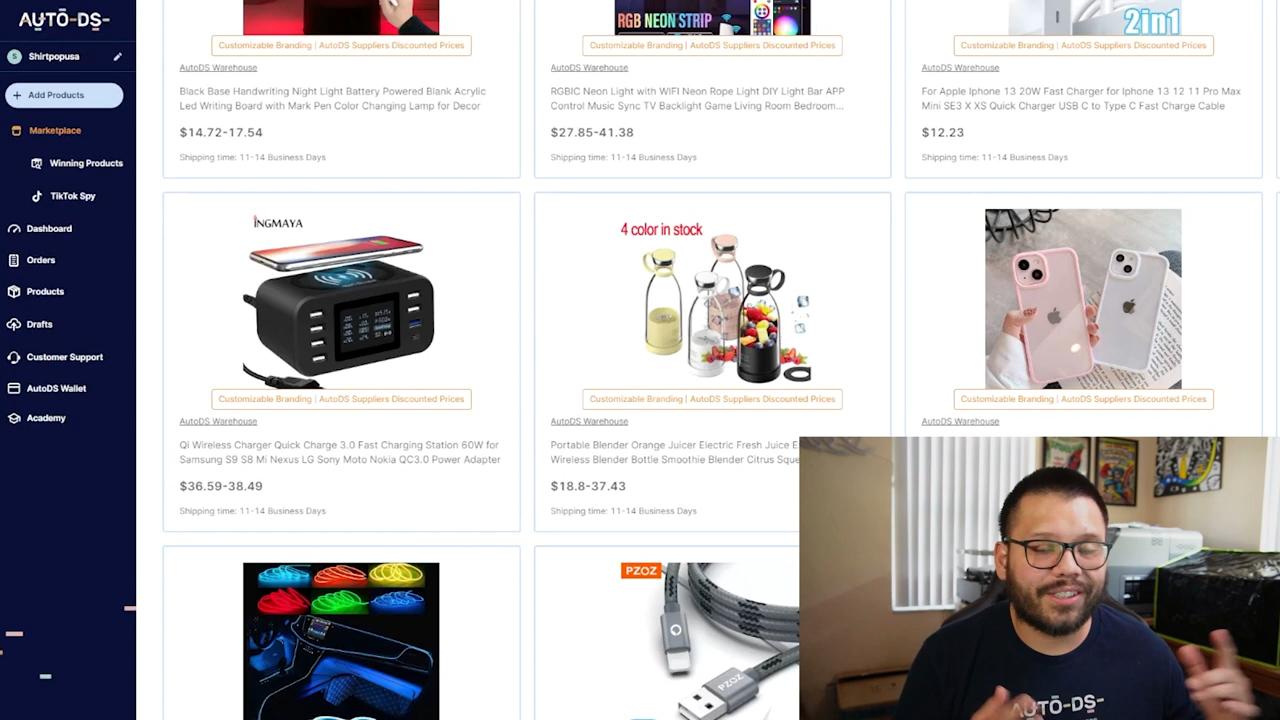 AUTO-DS-
S
Shirtpopusa
+ Add Products
Marketplace
Winning Products
TikTok Spy
Dashboard
Orders
Products
Drafts
Customer Support
AutoDS Wallet
Academy
Customizable Branding | AutoDS Suppliers Discounted Prices
AutoDS Warehouse
Black Base Handwriting Night Light Battery Powered Blank Acrylic
Led Writing Board with Mark Pen Color Changing Lamp for Decor
$14.72-17.54
Shipping time: 11-14 Business Days
RGB NEON STRIP
Customizable Branding | AutoDS Suppliers Discounted Prices
AutoDS Warehouse
RGBIC Neon Light with WIFI Neon Rope Light DIY Light Bar APP
Control Music Sync TV Backlight Game Living Room Bedroom...
$27.85-41.38
Shipping time: 11-14 Business Days
2in1
Customizable Branding | AutoDS Suppliers Discounted Prices
AutoDS Warehouse
For Apple Iphone 13 20W Fast Charger for Iphone 13 12 11 Pro Max
Mini SE3 X XS Quick Charger USB C to Type C Fast Charge Cable
$12.23
Shipping time: 11-14 Business Days
INGMAYA
Customizable Branding | AutoDS Suppliers Discounted Prices
AutoDS Warehouse
Qi Wireless Charger Quick Charge 3.0 Fast Charging Station 60W for
Samsung S9 S8 Mi Nexus LG Sony Moto Nokia QC3.0 Power Adapter
$36.59-38.49
Shipping time: 11-14 Business Days
4 color in stock
Customizable Branding | AutoDS Suppliers Discounted Prices
AutoDS Warehouse
Portable Blender Orange Juicer Electric Fresh Juice
Wireless Blender Bottle Smoothie Blender Citrus
$18.8-37.43
Shipping time: 11-14 Business Days
Customizable Branding | AutoDS Suppliers Discounted Prices
AutoDS Warehouse
PZOZ
PZOZ
AUTO-DS-